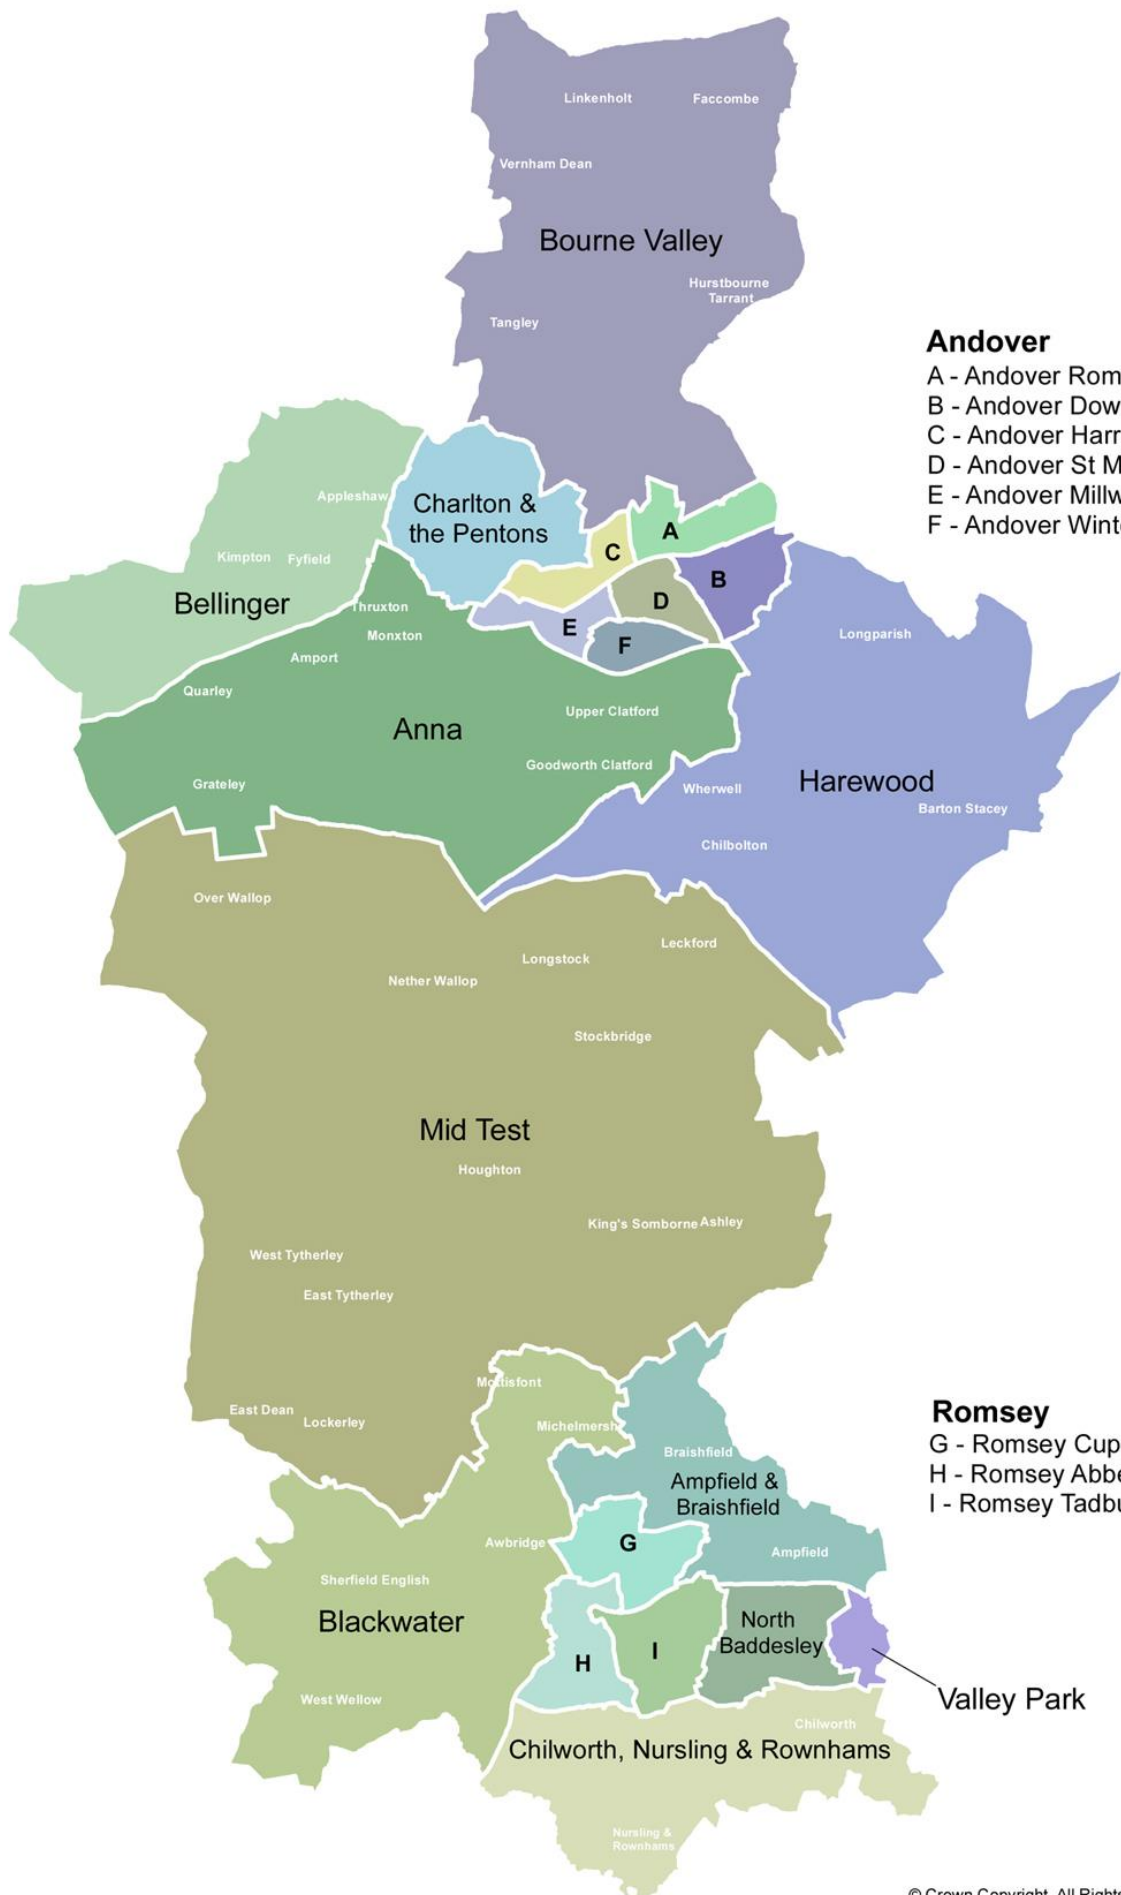 Linkenholt
Faccombe
Vernham Dean
Bourne Valley
Hurstbourne
Tarrant
Tangley
Andover
A - Andover Rom
B - Andover Dow
C - Andover Harr
D - Andover St M
E - Andover Millw
F - Andover Winte
Appleshaw
Charlton &
the Pentons
A
C
B
Kimpton
Fyfield
D
Bellinger
Thruxton
E
Monxton
F
Longparish
Amport
Quarley
Upper Clatford
Anna
Goodworth Clatford
Grateley
Wherwell
Harewood
Barton Stacey
Chilbolton
Over Wallop
Leckford
Longstock
Nether Wallop
Stockbridge
Mid Test
Houghton
King's Somborne
Ashley
West Tytherley
East Tytherley
Mottisfont
East Dean
Lockerley
Michelmersh
Romsey
G - Romsey Cup
H - Romsey Abbe
I - Romsey Tadbu
Braishfield
Ampfield &
Braishfield
Awbridge
G
Ampfield
Sherfield English
Blackwater
North
Baddesley
H
I
West Wellow
Valley Park
Chilworth
Chilworth, Nursling & Rownhams
Nursling &
Rownhams
© Crown Copyright. All Rights